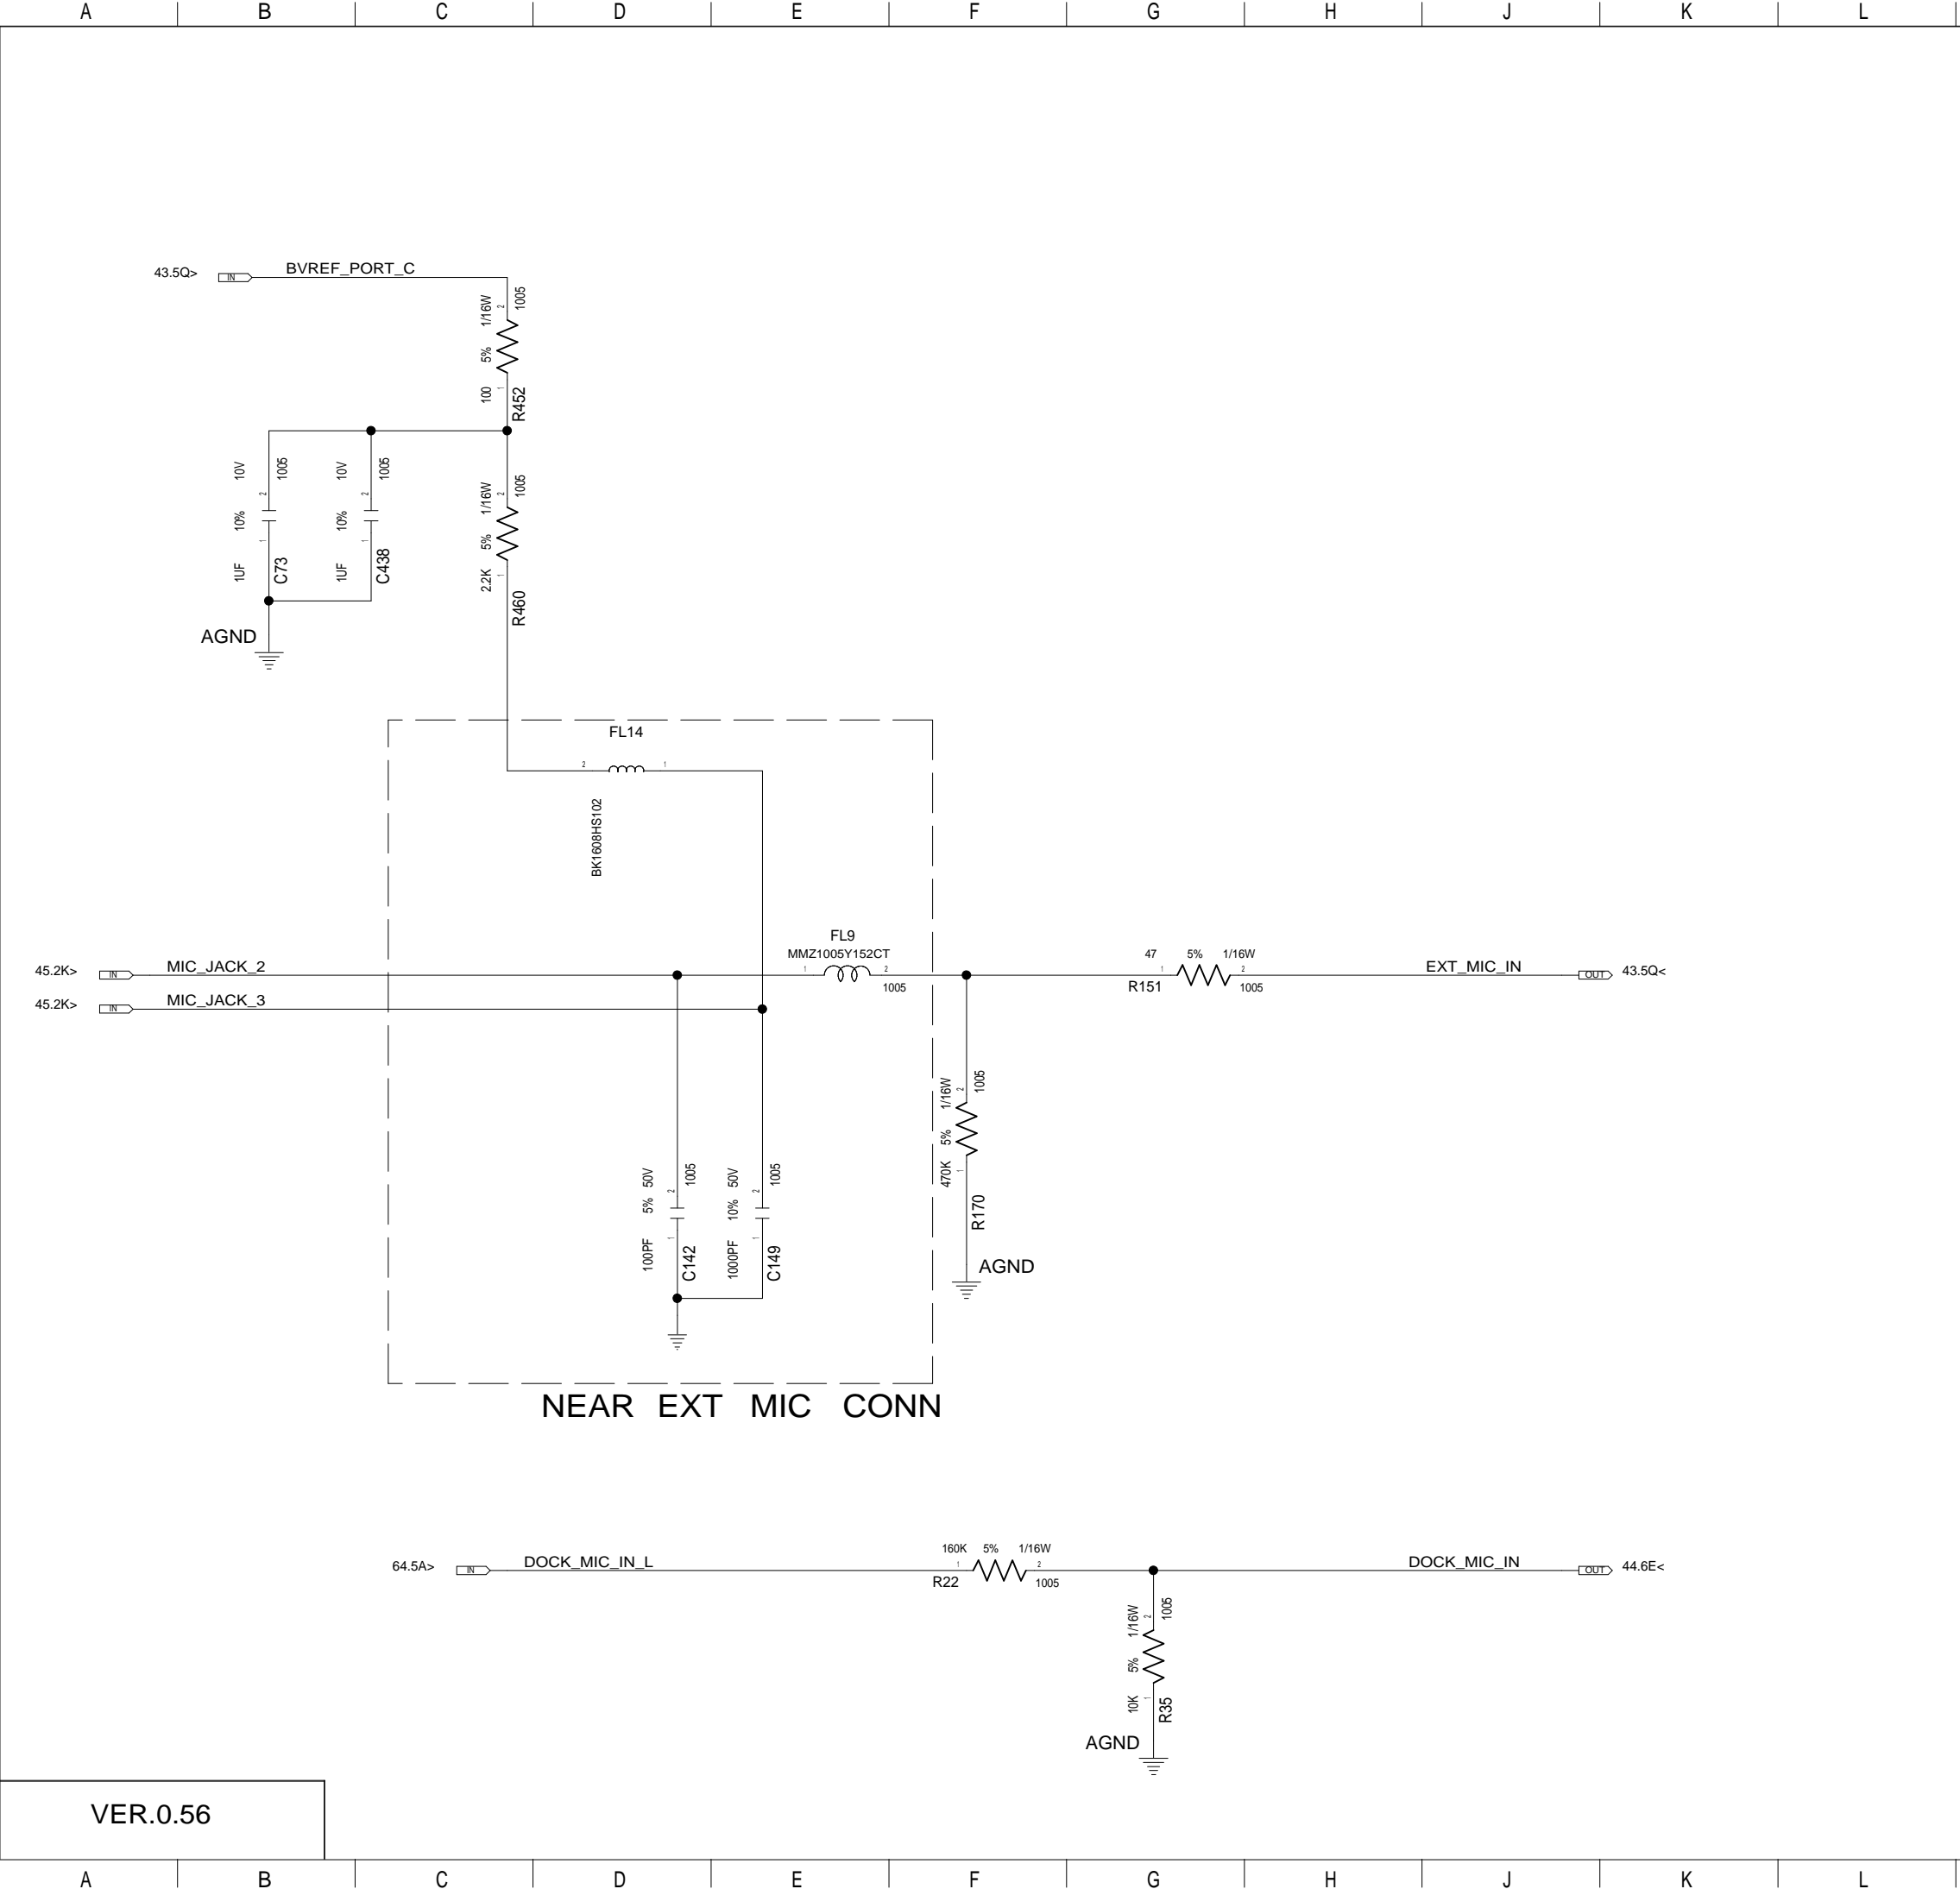 A B C D E F G H J K L
43.5Q> IN BVREF_PORT_C
1/16W 2 1005
5%
100 1 R452
10V 1005 10V 1005
2 2
10% 10%
1 1
1UF C73 1UF C438
1/16W 2 1005
5%
2.2K 1 R460
AGND
FL14
2 1
BK1608HS102
FL9
MMZ1005Y152CT
1 2
1005
45.2K> IN MIC_JACK_2
45.2K> IN MIC_JACK_3
47 5% 1/16W
1 2
R151 1005
EXT_MIC_IN OUT 43.5Q<
1/16W 2 1005
5%
470K 1 R170
AGND
50V 2 1005
5%
100PF 1 C142
50V 2 1005
10%
1000PF 1 C149
NEAR EXT MIC CONN
64.5A> IN DOCK_MIC_IN_L
160K 5% 1/16W
1 2
R22 1005
DOCK_MIC_IN OUT 44.6E<
1/16W 2 1005
5%
10K 1 R35
AGND
VER.0.56
A B C D E F G H J K L